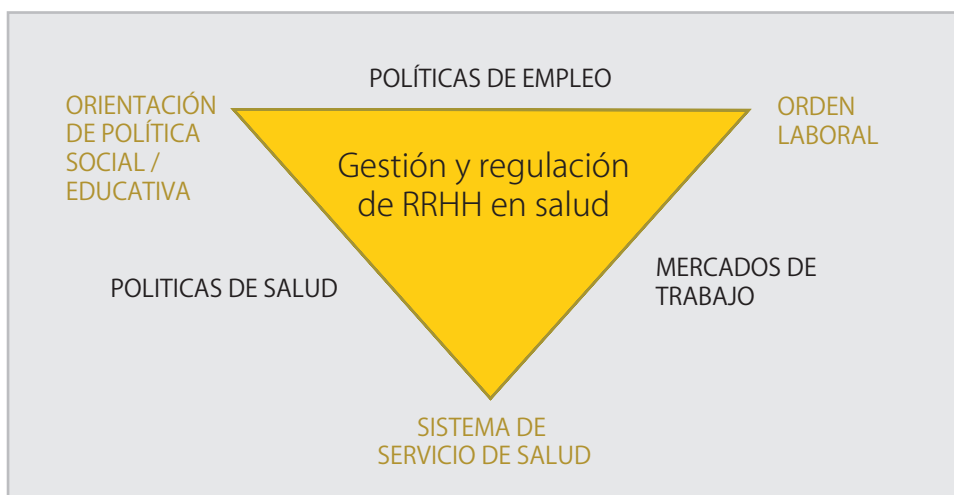 POLÍTICAS DE EMPLEO
ORIENTACIÓN
DE POLÍTICA
SOCIAL /
EDUCATIVA
ORDEN
LABORAL
Gestión y regulación
de RRHH en salud
POLITICAS DE SALUD
MERCADOS DE
TRABAJO
SISTEMA DE
SERVICIO DE SALUD